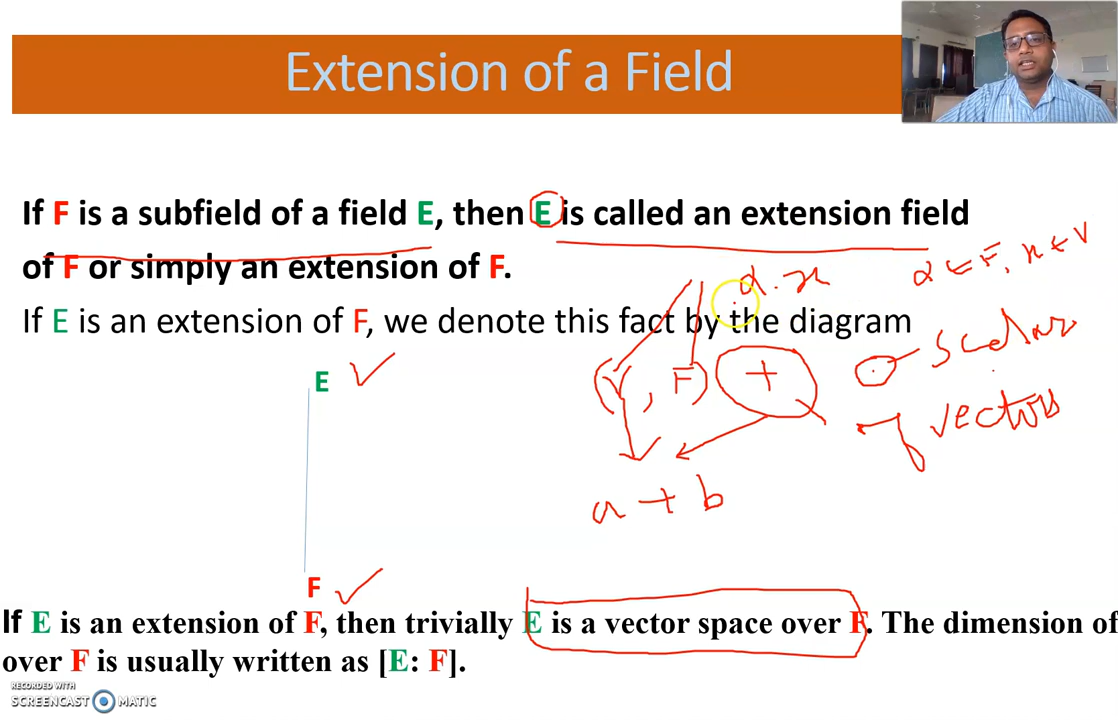 Extension of a Field
If F is a subfield of a field E, then E is called an extension field
of F or simply an extension of F.
α . x
α ∈ F, x ∈ V
If E is an extension of F, we denote this fact by the diagram
E
(V, F)
+
scalar
of vectors
a + b
F
If E is an extension of F, then trivially E is a vector space over F. The dimension of
over F is usually written as [E: F].
RECORDED WITH
SCREENCAST MATIC